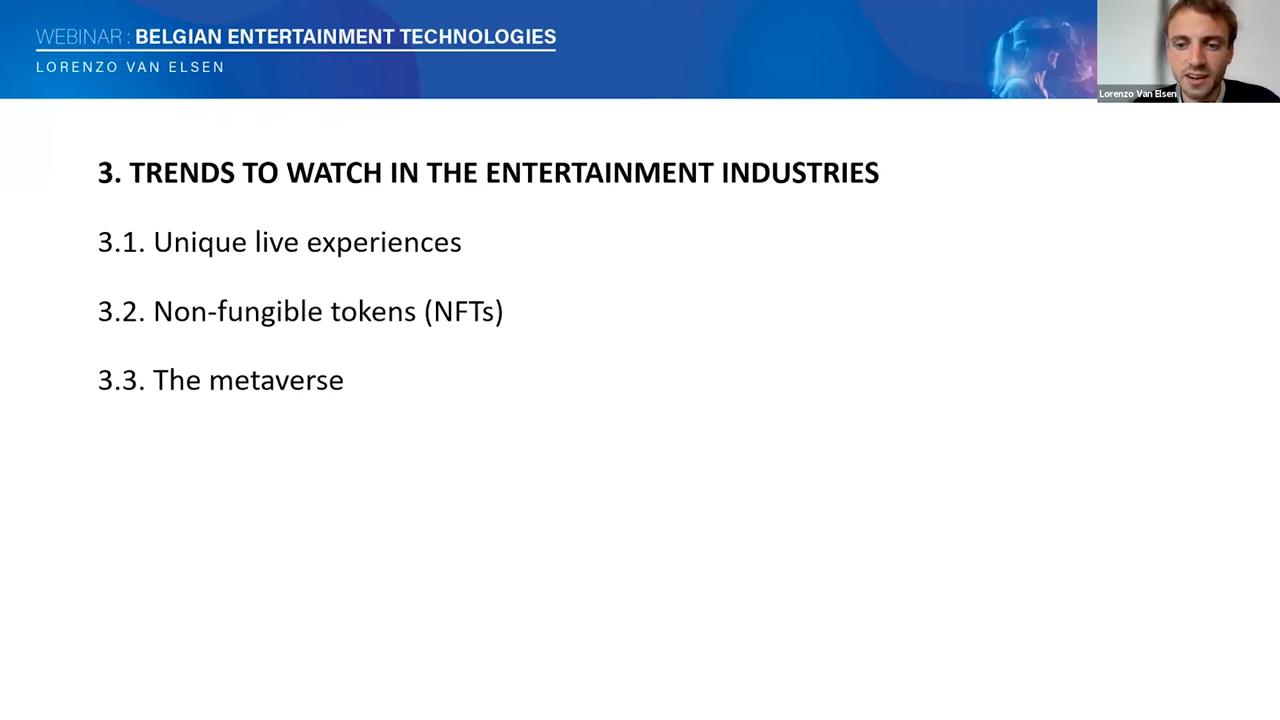 WEBINAR : BELGIAN ENTERTAINMENT TECHNOLOGIES
LORENZO VAN ELSEN
Lorenzo Van Elsen
3. TRENDS TO WATCH IN THE ENTERTAINMENT INDUSTRIES
3.1. Unique live experiences
3.2. Non-fungible tokens (NFTs)
3.3. The metaverse